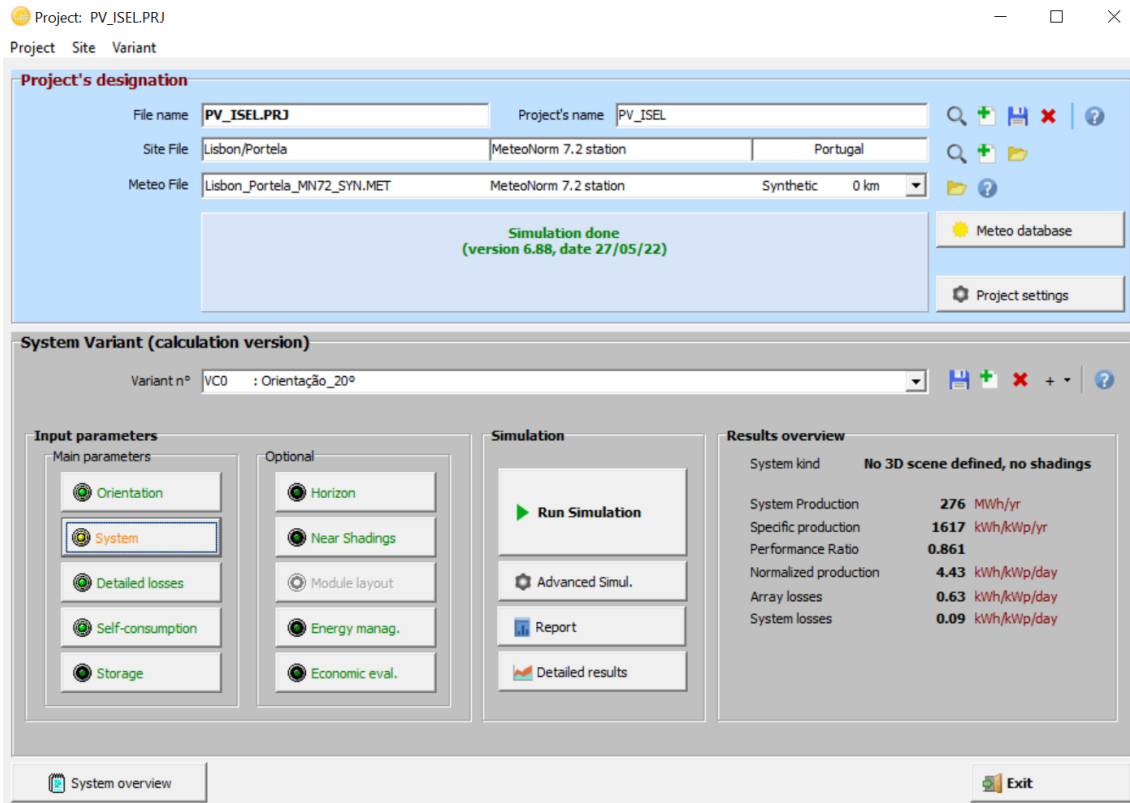 Project: PV_ISEL.PRJ
Project Site Variant
Project's designation
File name PV_ISEL.PRJ Project's name PV_ISEL
Site File Lisbon/Portela MeteoNorm 7.2 station Portugal
Meteo File Lisbon_Portela_MN72_SYN.MET MeteoNorm 7.2 station Synthetic 0 km
Simulation done
(version 6.88, date 27/05/22)
Meteo database
Project settings
System Variant (calculation version)
Variant nº VC0 : Orientação_20º
Input parameters
Main parameters
Orientation
System
Detailed losses
Self-consumption
Storage
Optional
Horizon
Near Shadings
Module layout
Energy manag.
Economic eval.
Simulation
Run Simulation
Advanced Simul.
Report
Detailed results
Results overview
System kind No 3D scene defined, no shadings
System Production 276 MWh/yr
Specific production 1617 kWh/kWp/yr
Performance Ratio 0.861
Normalized production 4.43 kWh/kWp/day
Array losses 0.63 kWh/kWp/day
System losses 0.09 kWh/kWp/day
System overview
Exit